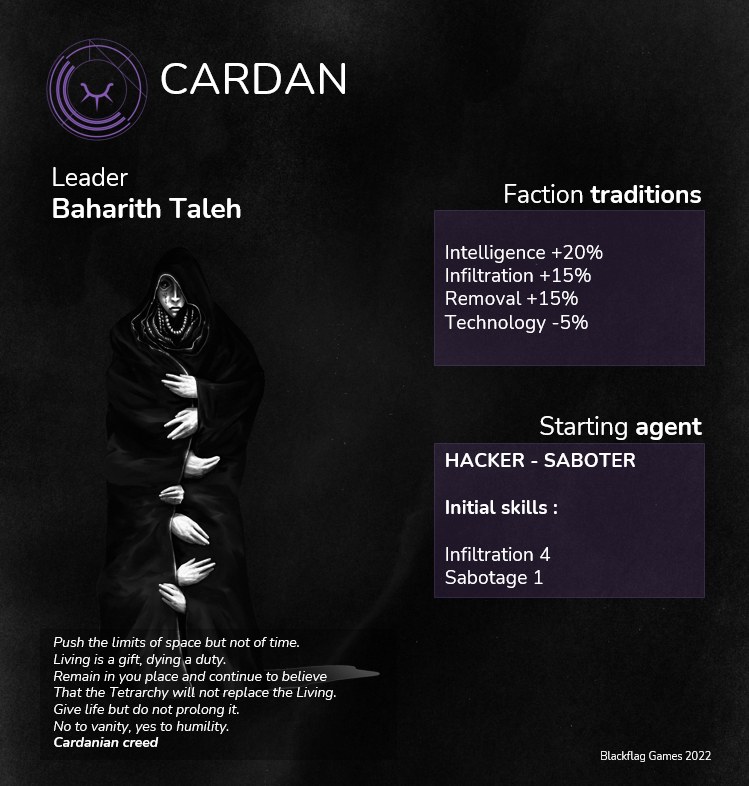 CARDAN
Leader
Baharith Taleh
Faction traditions
Intelligence +20%
Infiltration +15%
Removal +15%
Technology -5%
Starting agent
HACKER - SABOTER
Initial skills :
Infiltration 4
Sabotage 1
Push the limits of space but not of time.
Living is a gift, dying a duty.
Remain in you place and continue to believe
That the Tetrarchy will not replace the Living.
Give life but do not prolong it.
No to vanity, yes to humility.
Cardanian creed
Blackflag Games 2022